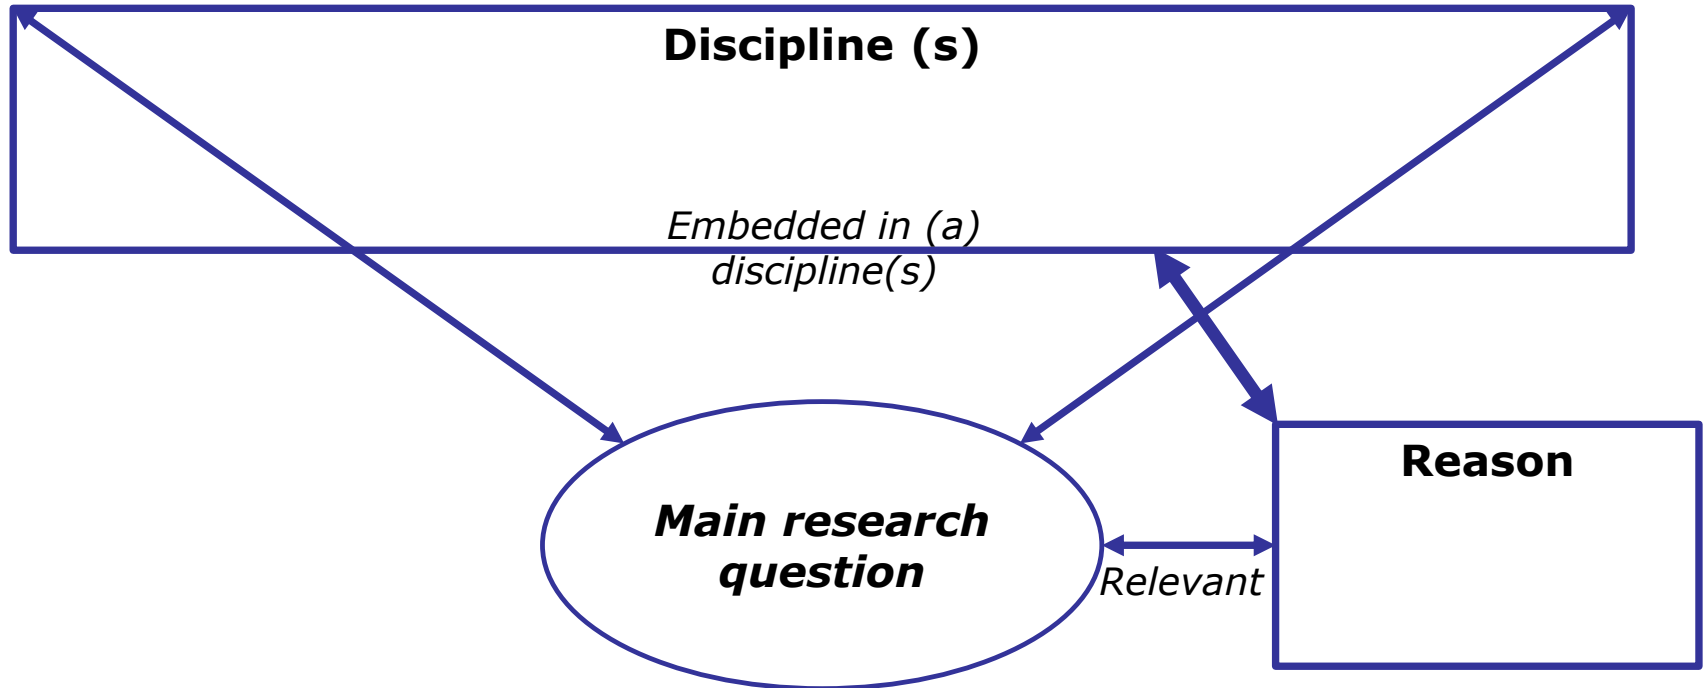 Discipline (s)
Embedded in (a)
discipline(s)
Reason
Main research
question
Relevant